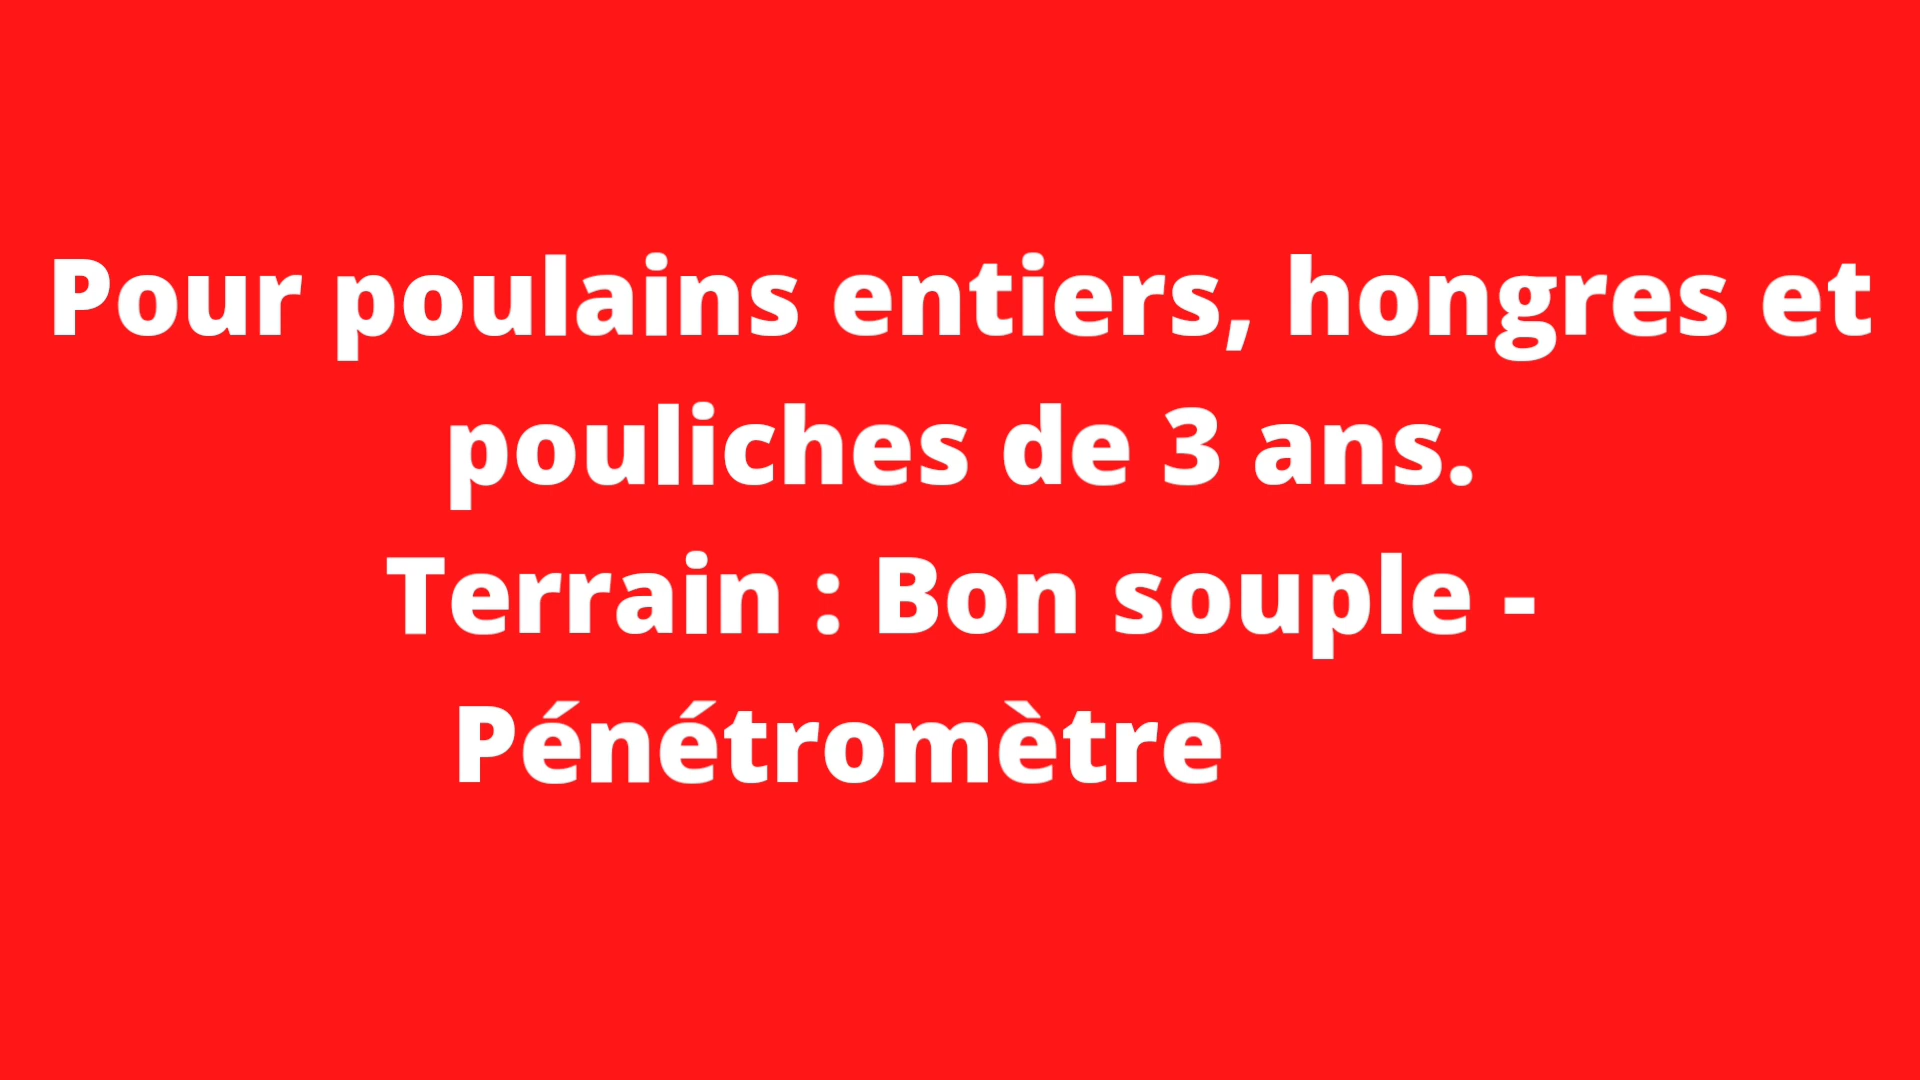 Pour poulains entiers, hongres et
pouliches de 3 ans.
Terrain : Bon souple -
Pénétromètre